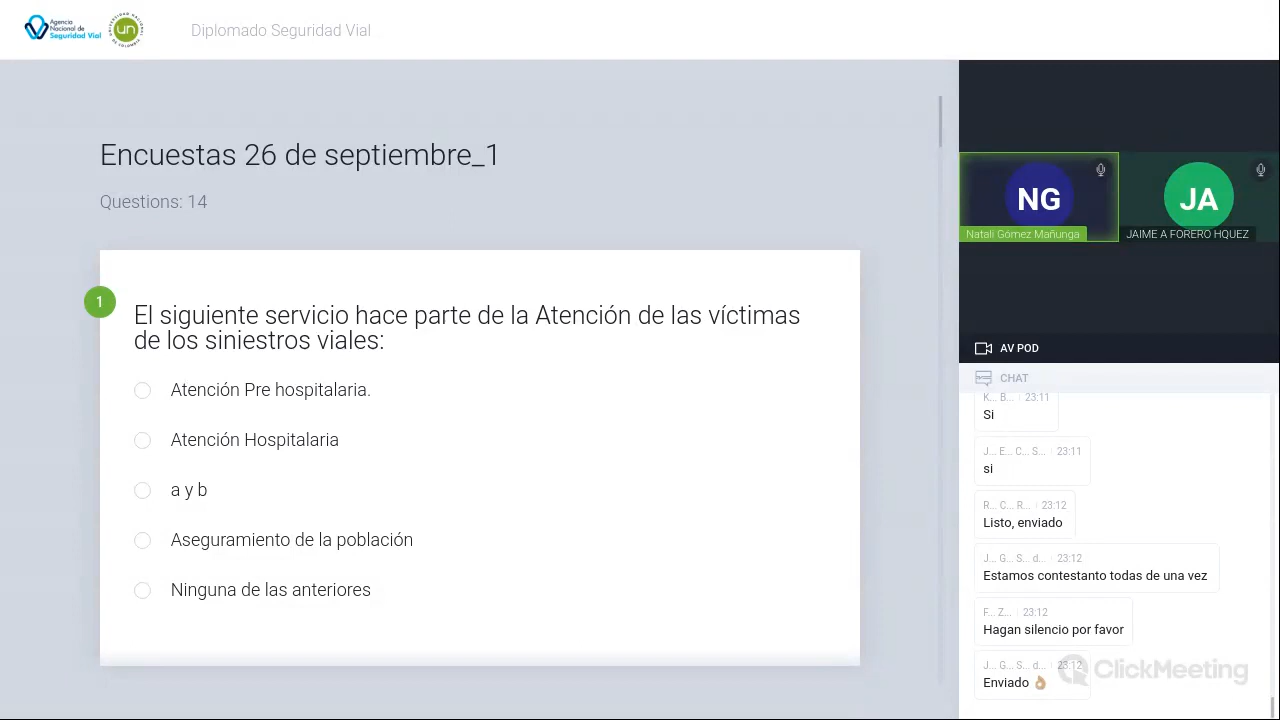 Agencia
Nacional de
Seguridad Vial
un
Diplomado Seguridad Vial
Encuestas 26 de septiembre_1
Questions: 14
1
El siguiente servicio hace parte de la Atención de las víctimas
de los siniestros viales:
Atención Pre hospitalaria.
Atención Hospitalaria
a y b
Aseguramiento de la población
Ninguna de las anteriores
NG
Natali Gómez Mañunga
JA
JAIME A FORERO HQUEZ
AV POD
CHAT
K... B... 23:11
Si
J... E... C... S... 23:11
si
R... C... R... 23:12
Listo, enviado
J... G... S... d... 23:12
Estamos contestanto todas de una vez
F... Z... 23:12
Hagan silencio por favor
J... G... S... d... 23:12
Enviado 👌🏼
ClickMeeting